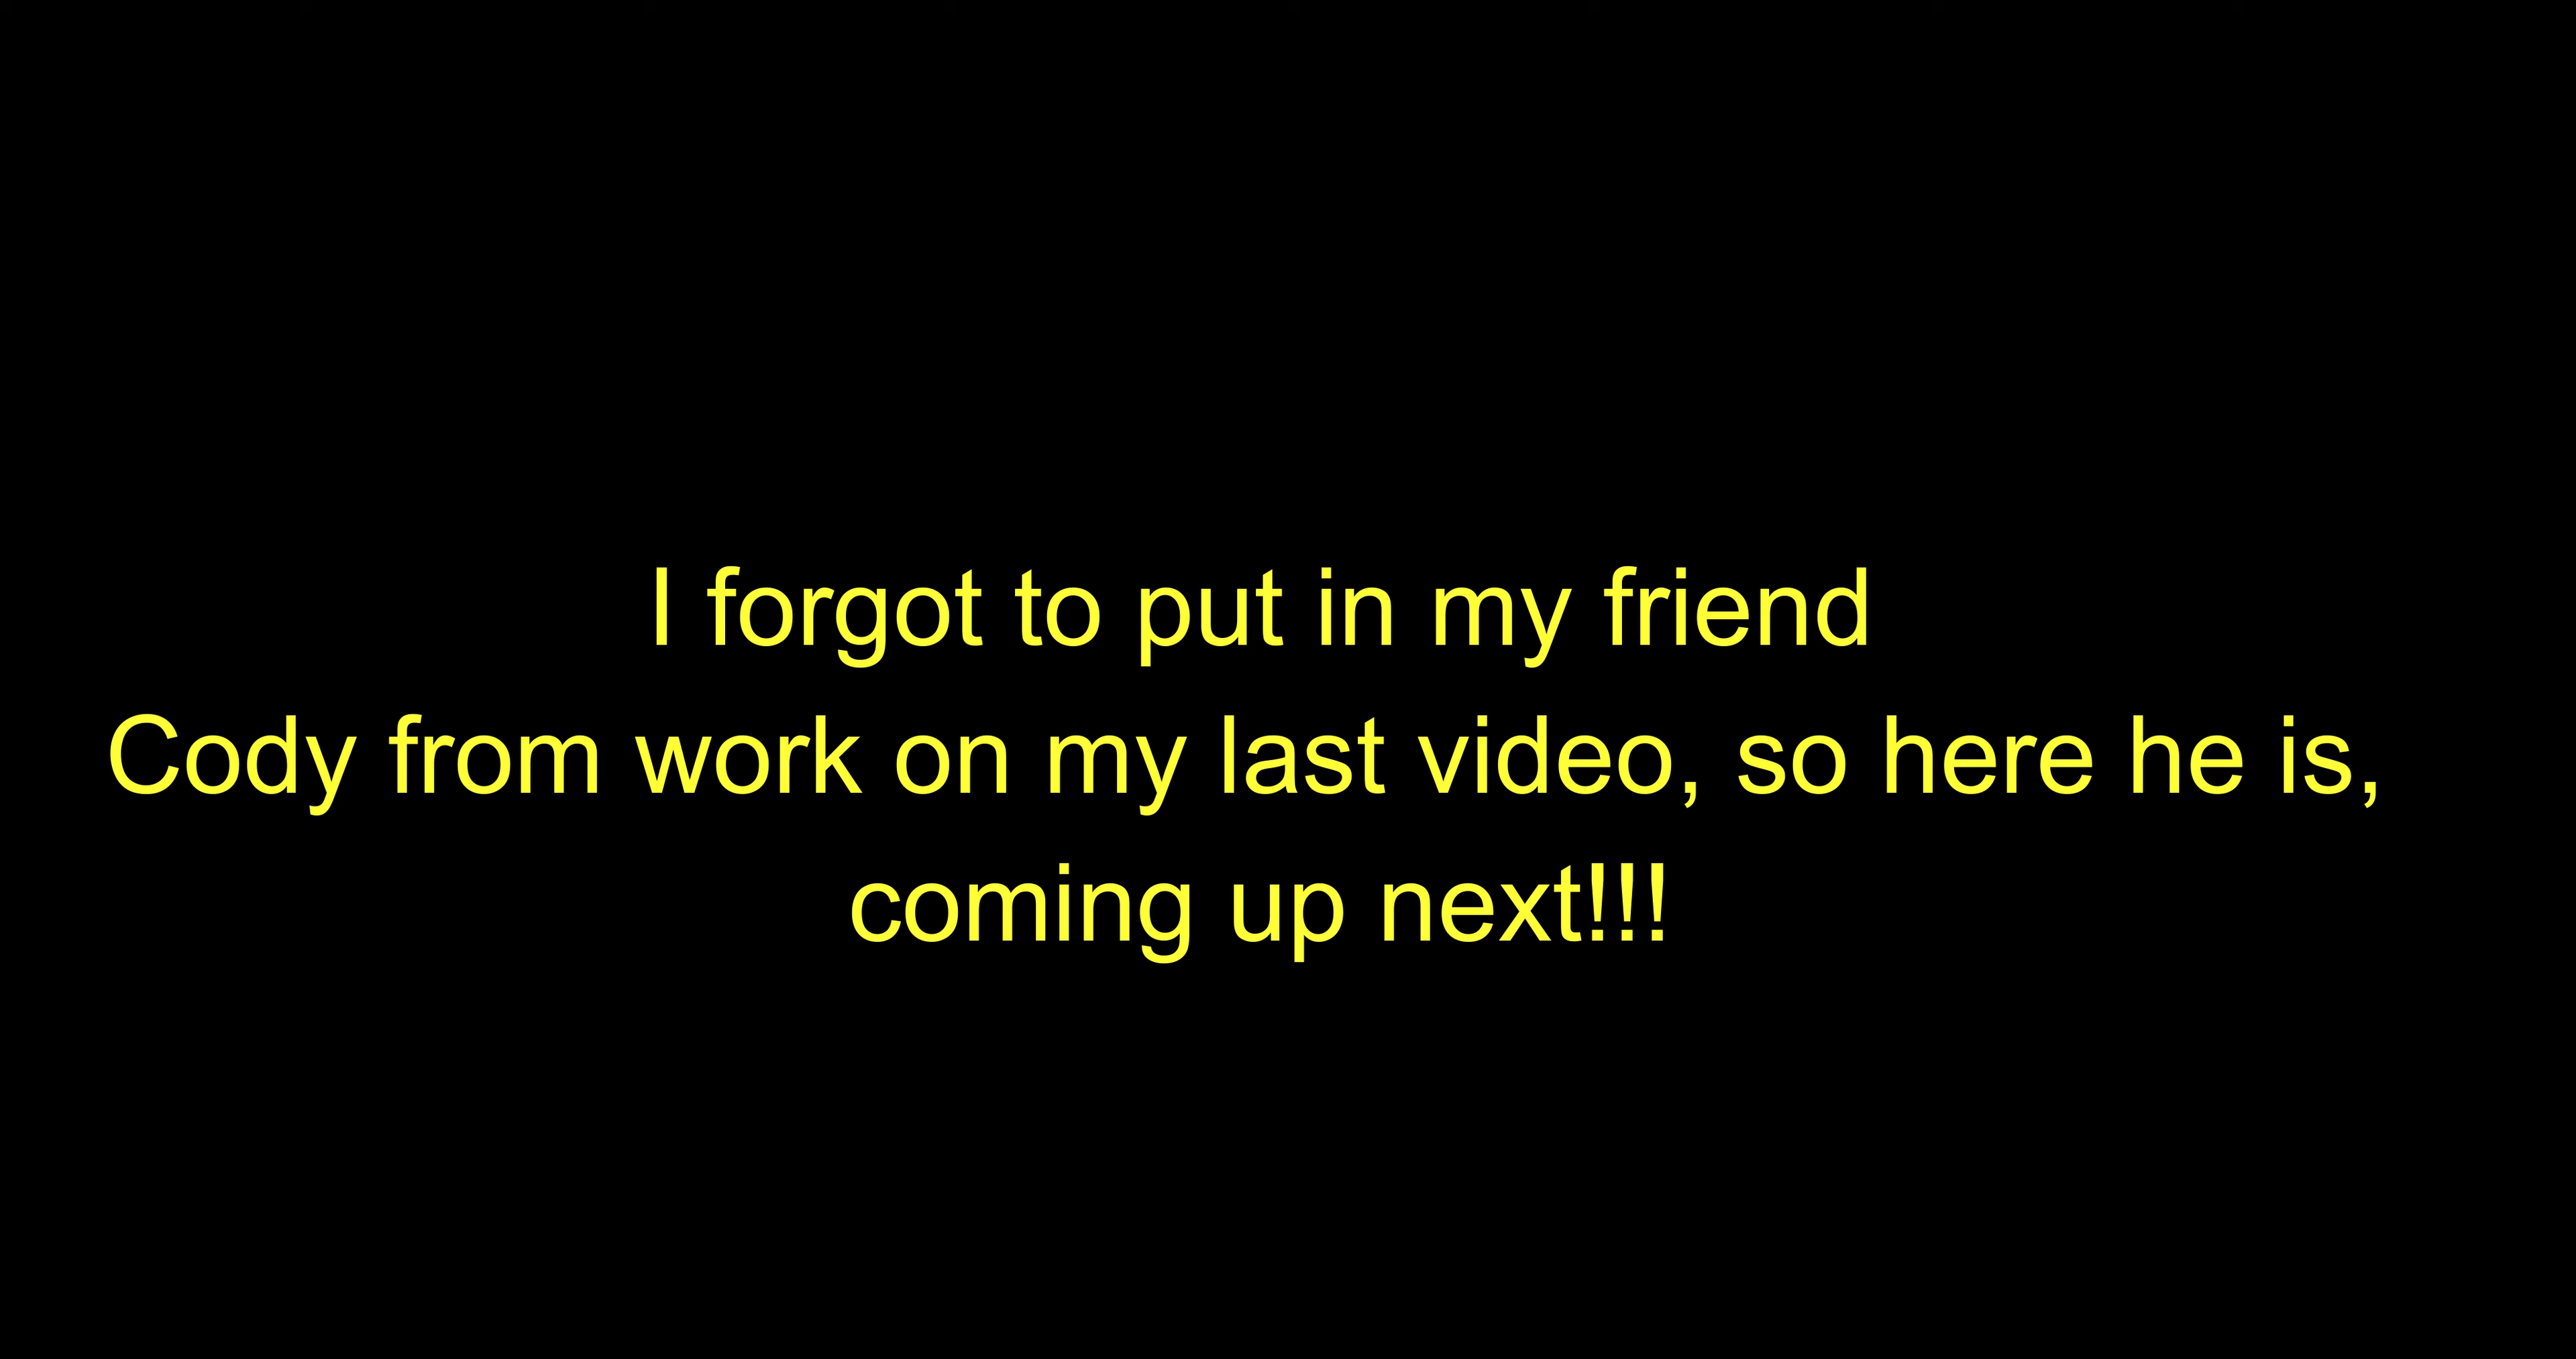 I forgot to put in my friend
Cody from work on my last video, so here he is,
coming up next!!!